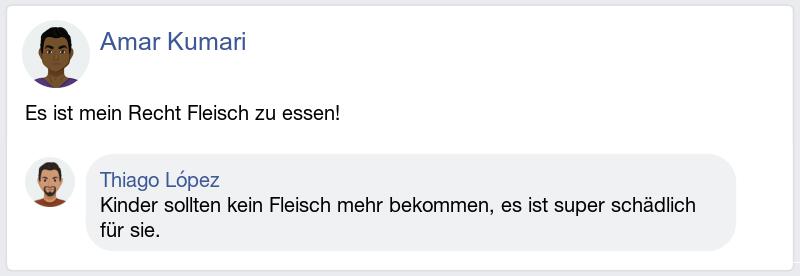 Amar Kumari
Es ist mein Recht Fleisch zu essen!
Thiago López
Kinder sollten kein Fleisch mehr bekommen, es ist super schädlich
für sie.